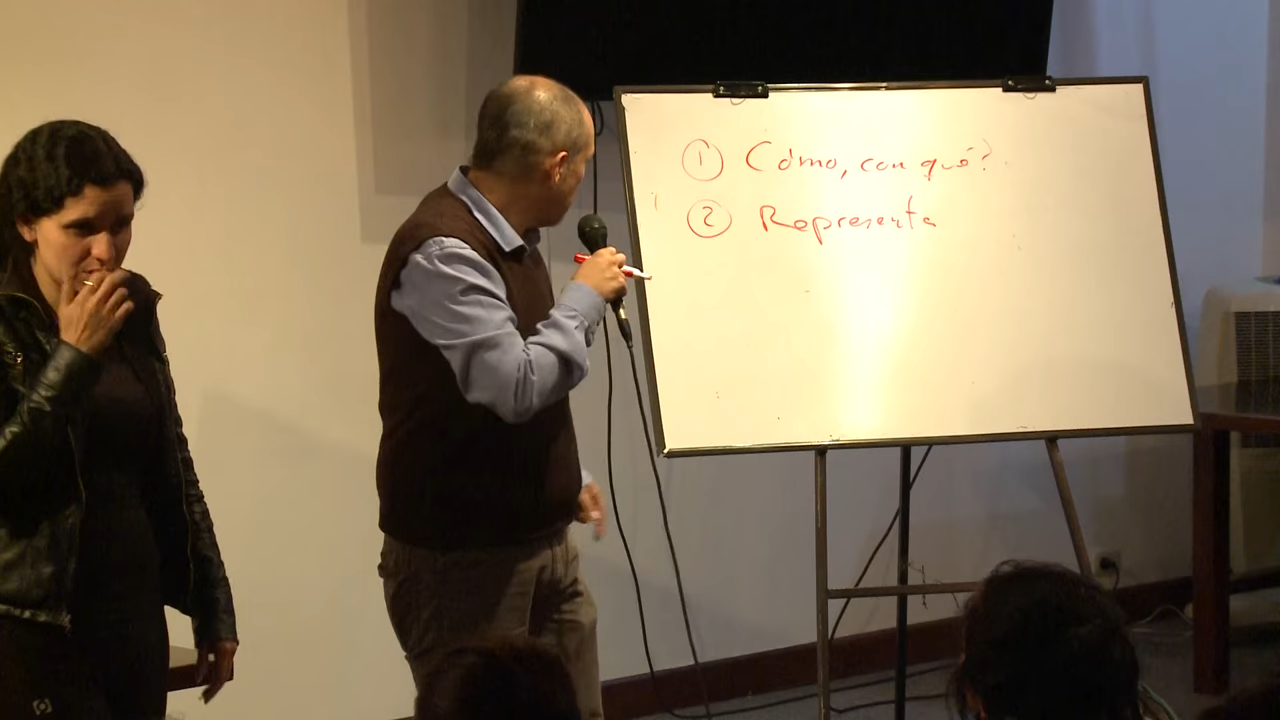 ① Cómo, con qué?
② Representa